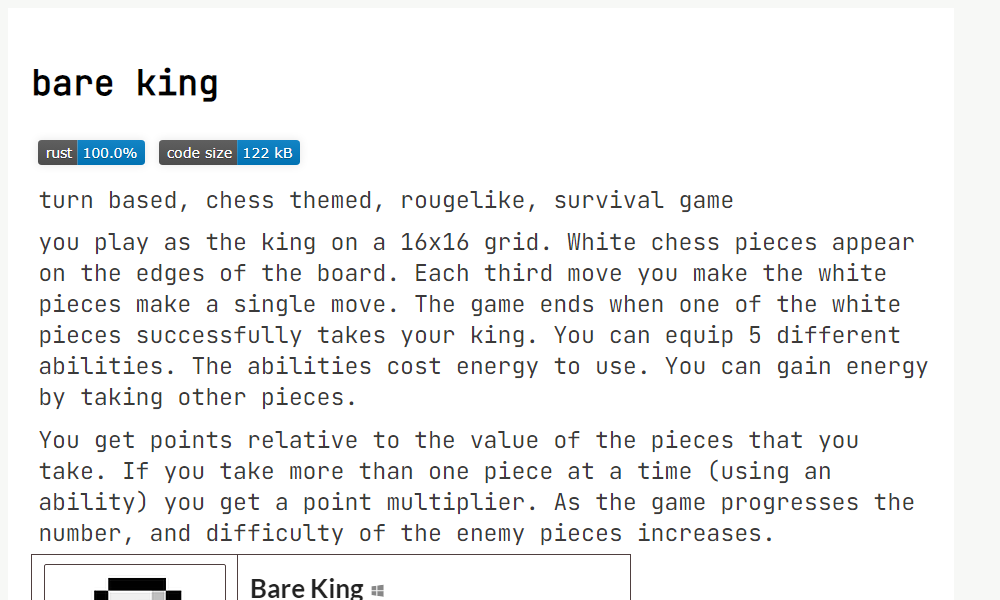 bare king
rust 100.0% code size 122 kB
turn based, chess themed, rougelike, survival game
you play as the king on a 16x16 grid. White chess pieces appear
on the edges of the board. Each third move you make the white
pieces make a single move. The game ends when one of the white
pieces successfully takes your king. You can equip 5 different
abilities. The abilities cost energy to use. You can gain energy
by taking other pieces.
You get points relative to the value of the pieces that you
take. If you take more than one piece at a time (using an
ability) you get a point multiplier. As the game progresses the
number, and difficulty of the enemy pieces increases.
Bare King